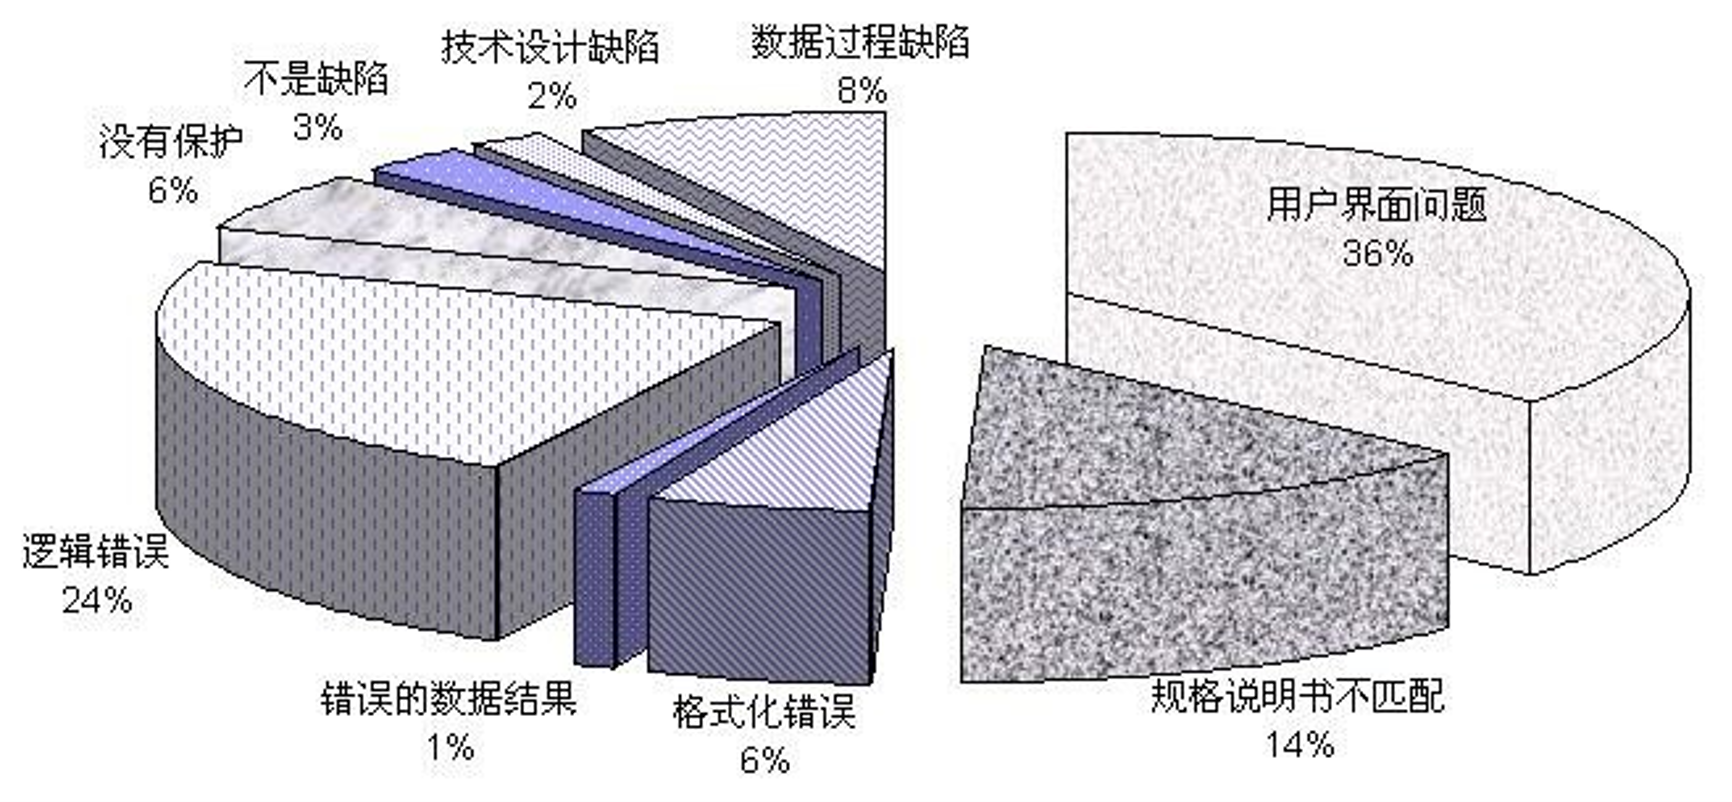 技术设计缺陷
2%
数据过程缺陷
8%
不是缺陷
3%
没有保护
6%
用户界面问题
36%
逻辑错误
24%
错误的数据结果
1%
格式化错误
6%
规格说明书不匹配
14%